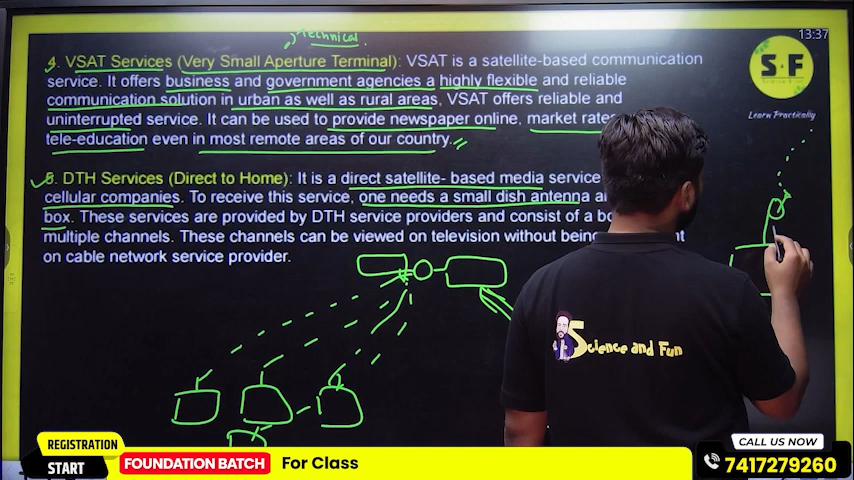 Technical
13:37
4. VSAT Services (Very Small Aperture Terminal): VSAT is a satellite-based communication
service. It offers business and government agencies a highly flexible and reliable
communication solution in urban as well as rural areas, VSAT offers reliable and
uninterrupted service. It can be used to provide newspaper online, market rates
tele-education even in most remote areas of our country.
S F
Learn Practically
5. DTH Services (Direct to Home): It is a direct satellite- based media service
cellular companies. To receive this service, one needs a small dish antenna
box. These services are provided by DTH service providers and consist of a
multiple channels. These channels can be viewed on television without being
on cable network service provider.
Science and Fun
REGISTRATION
START
FOUNDATION BATCH For Class
CALL US NOW
7417279260